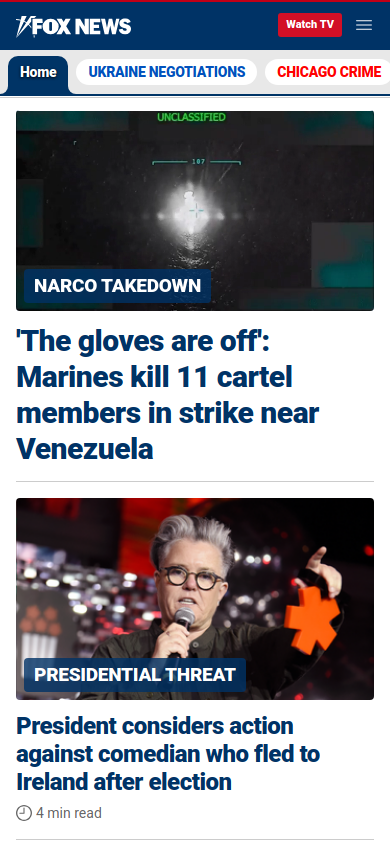 FOX NEWS
Watch TV
Home
UKRAINE NEGOTIATIONS
CHICAGO CRIME
UNCLASSIFIED
107
NARCO TAKEDOWN
'The gloves are off':
Marines kill 11 cartel
members in strike near
Venezuela
PRESIDENTIAL THREAT
President considers action
against comedian who fled to
Ireland after election
4 min read